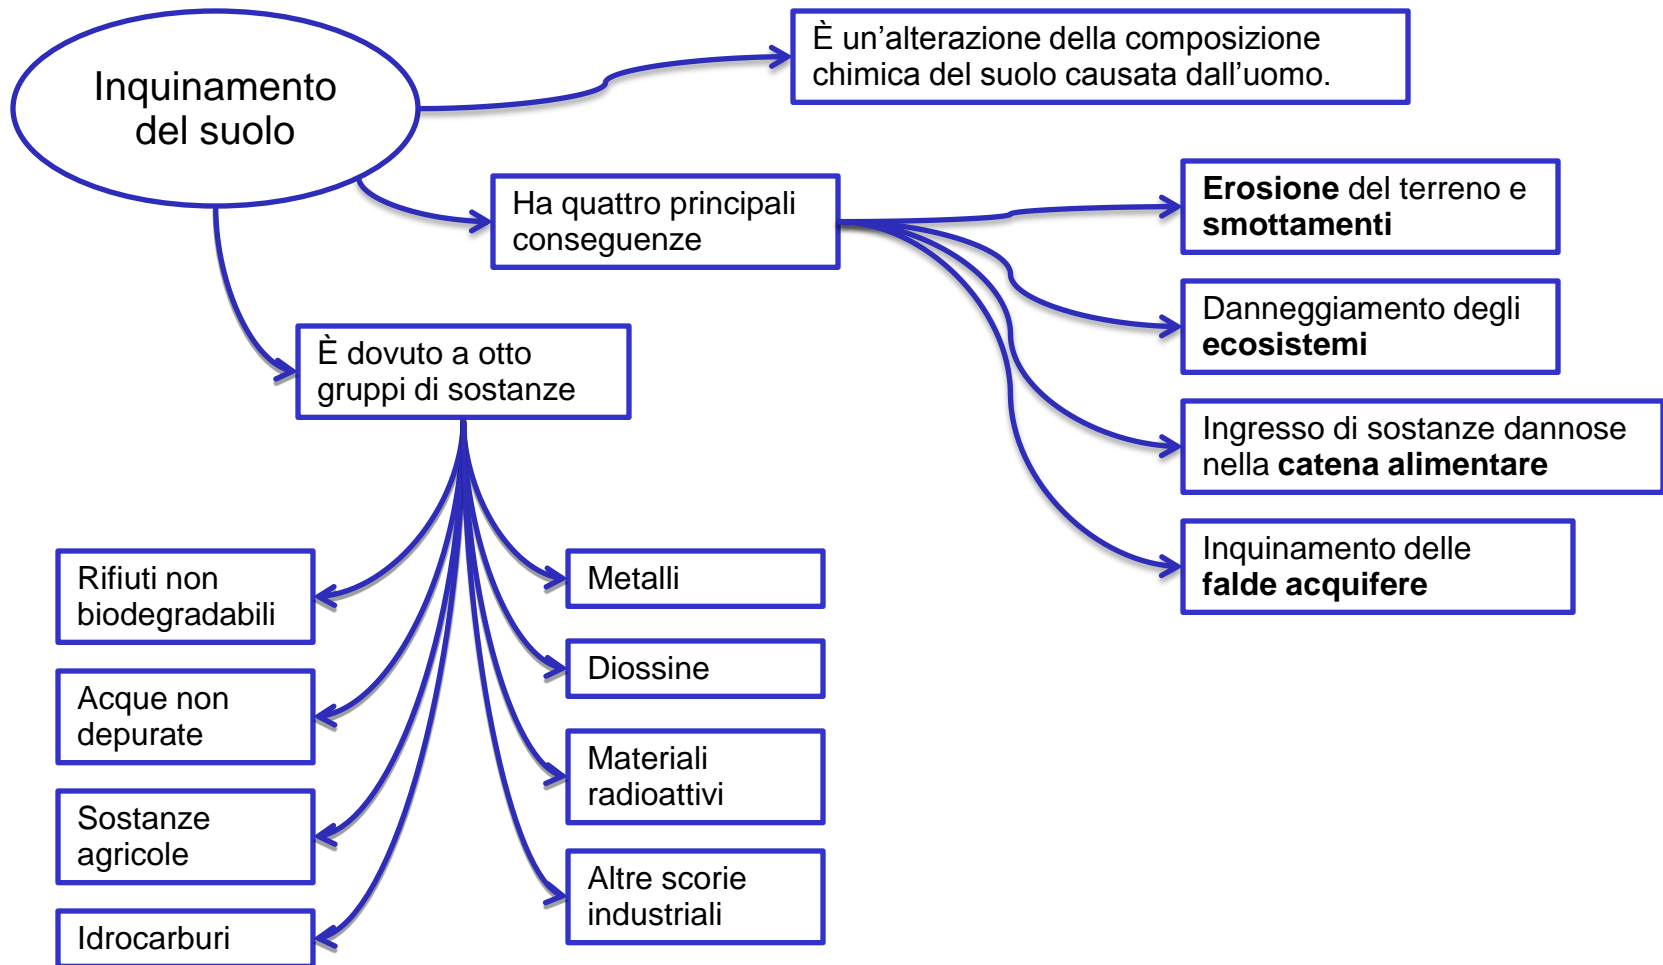 Inquinamento
del suolo
È un’alterazione della composizione
chimica del suolo causata dall’uomo.
Ha quattro principali
conseguenze
Erosione del terreno e
smottamenti
Danneggiamento degli
ecosistemi
Ingresso di sostanze dannose
nella catena alimentare
Inquinamento delle
falde acquifere
È dovuto a otto
gruppi di sostanze
Rifiuti non
biodegradabili
Acque non
depurate
Sostanze
agricole
Idrocarburi
Metalli
Diossine
Materiali
radioattivi
Altre scorie
industriali